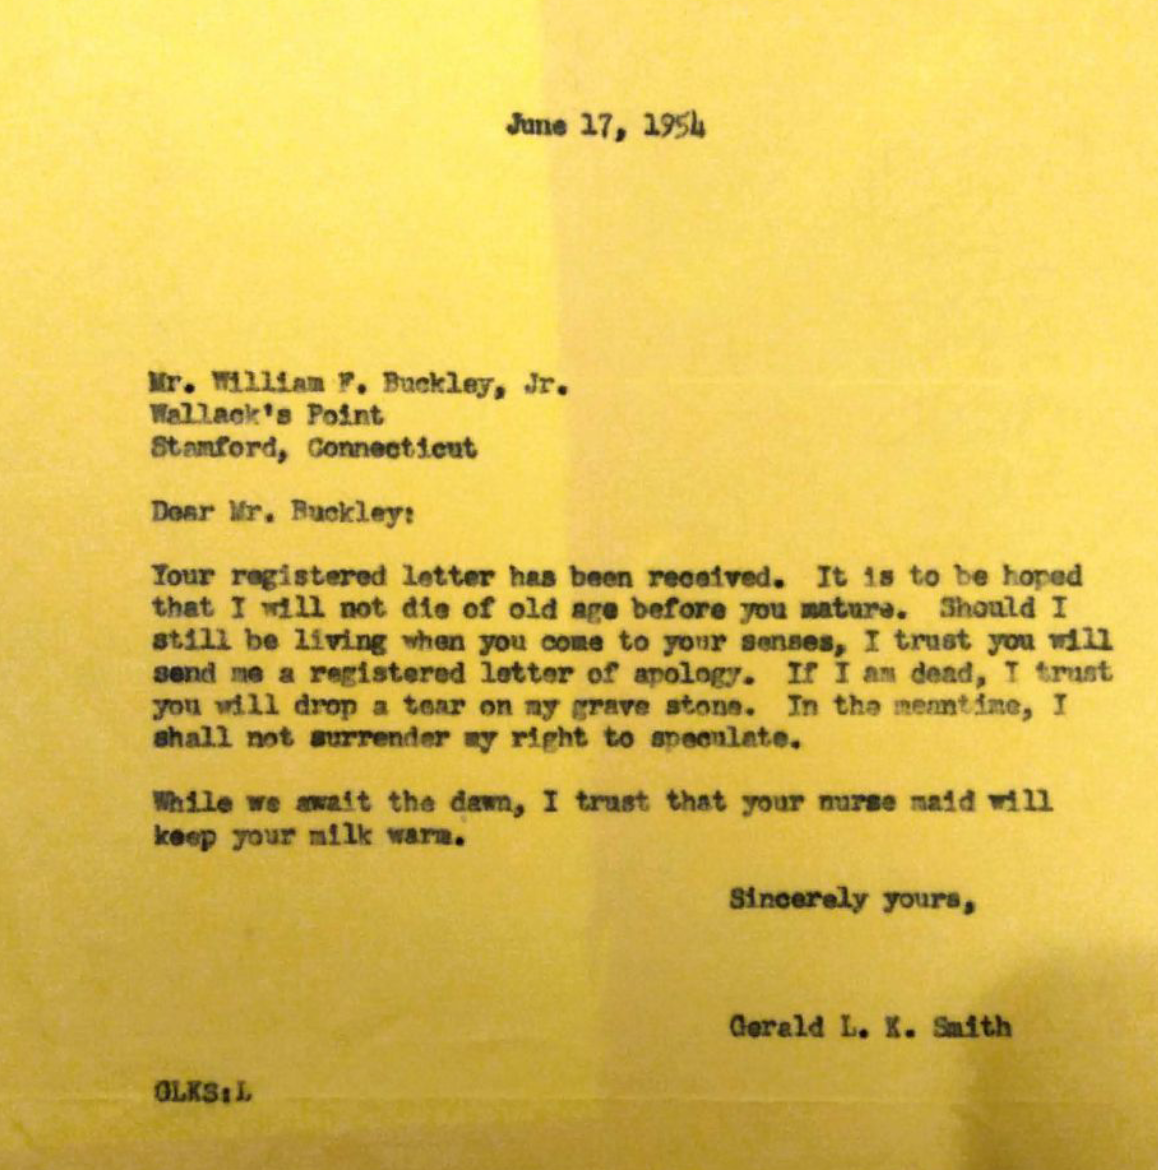 June 17, 1954
Mr. William F. Buckley, Jr.
Wallack's Point
Stamford, Connecticut
Dear Mr. Buckley:
Your registered letter has been received. It is to be hoped
that I will not die of old age before you mature. Should I
still be living when you come to your senses, I trust you will
send me a registered letter of apology. If I am dead, I trust
you will drop a tear on my grave stone. In the meantime, I
shall not surrender my right to speculate.
While we await the dawn, I trust that your nurse maid will
keep your milk warm.
Sincerely yours,
Gerald L. K. Smith
GLKS:L